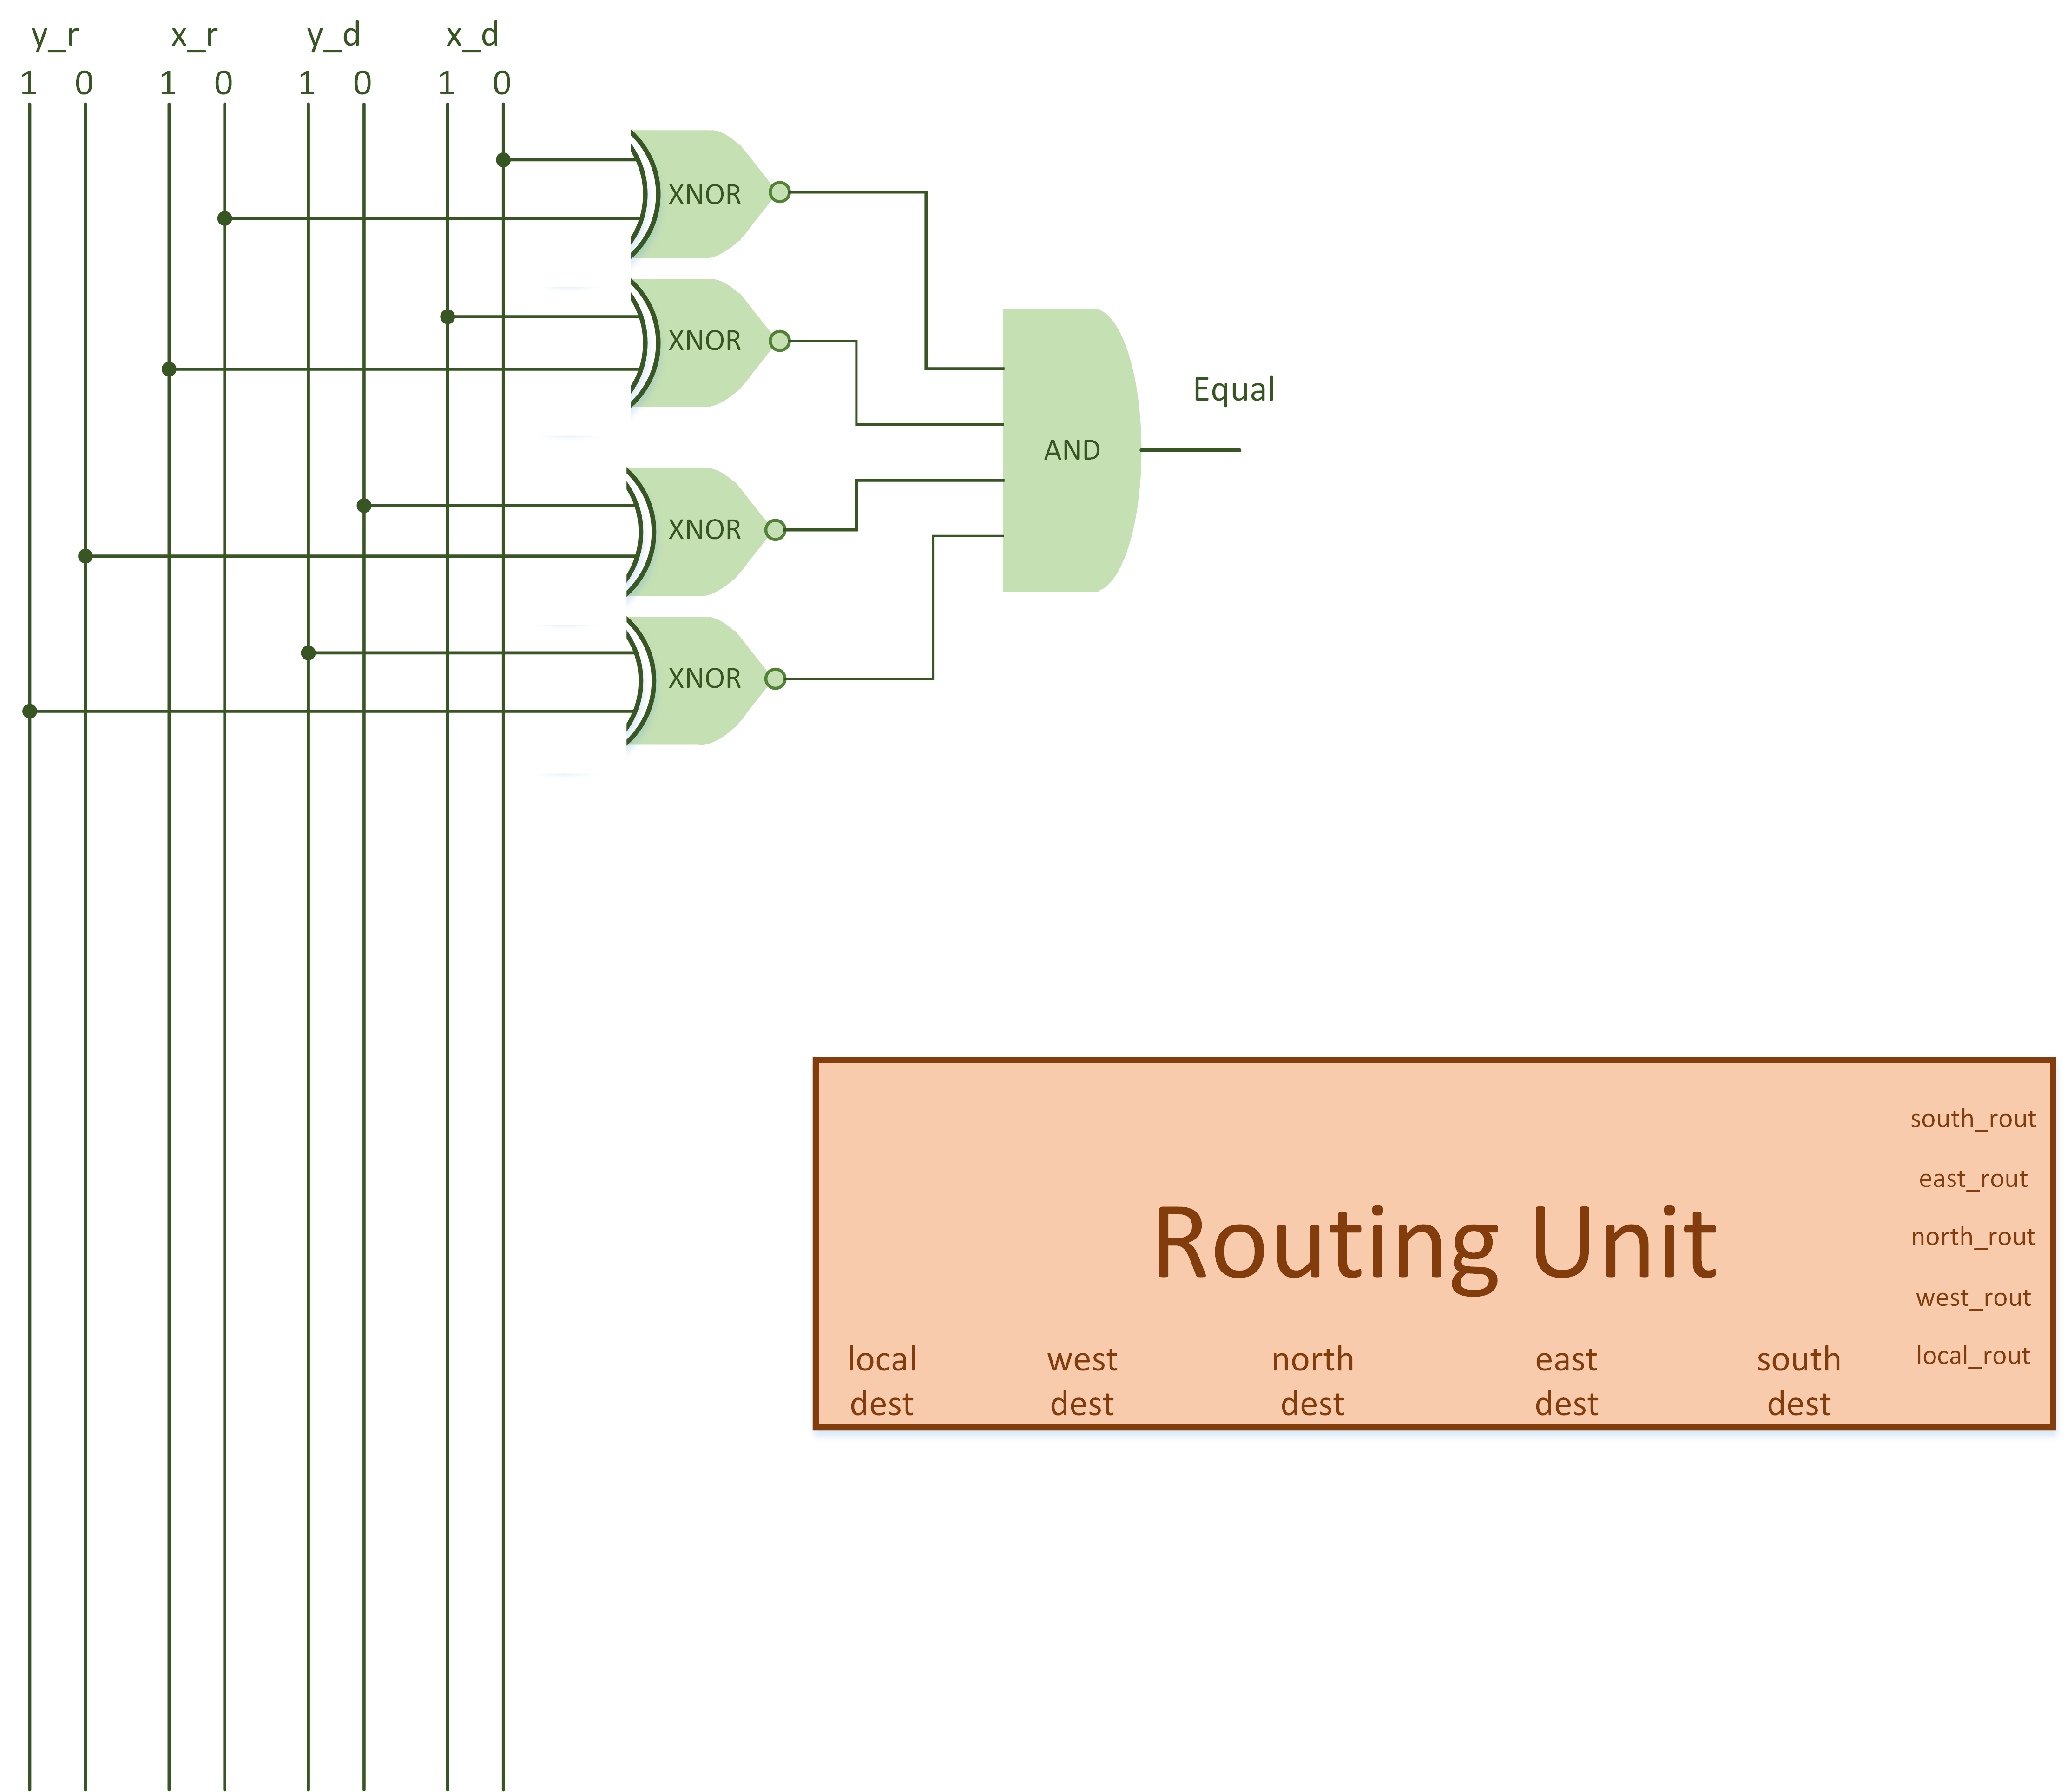 y_r x_r y_d x_d
1 0 1 0 1 0 1 0
XNOR
XNOR
Equal
AND
XNOR
XNOR
south_rout
east_rout
Routing Unit
north_rout
west_rout
local west north east south
local_rout
dest dest dest dest dest